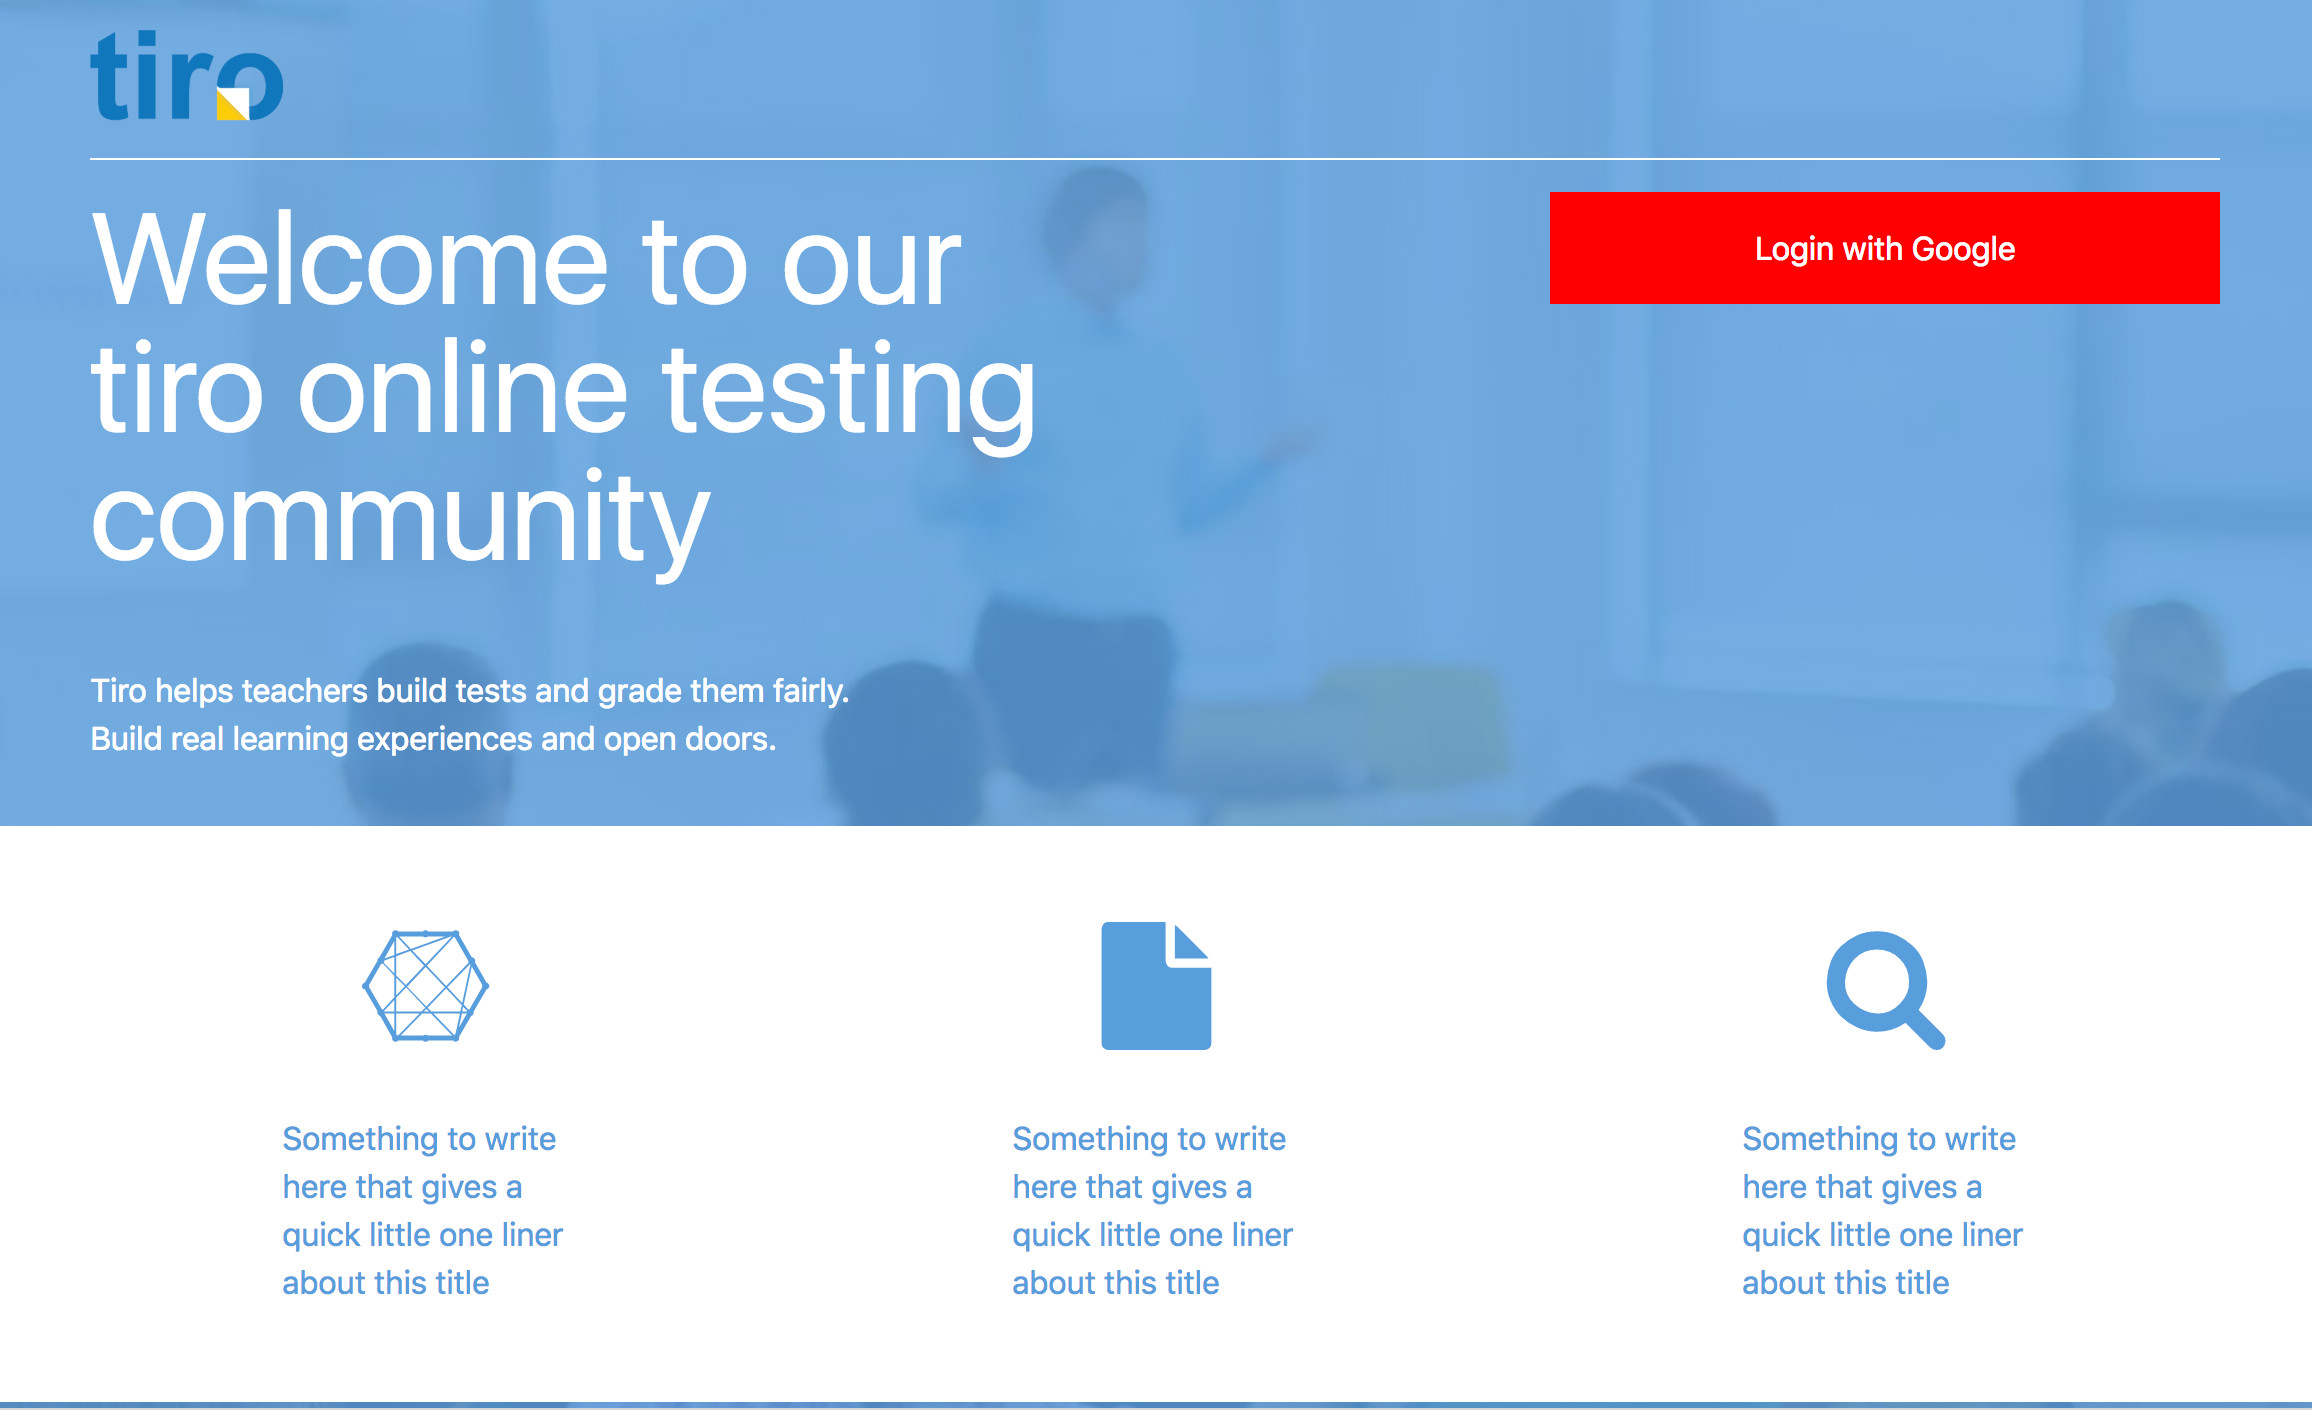 tiro
Welcome to our
tiro online testing
community
Login with Google
Tiro helps teachers build tests and grade them fairly.
Build real learning experiences and open doors.
Something to write
here that gives a
quick little one liner
about this title
Something to write
here that gives a
quick little one liner
about this title
Something to write
here that gives a
quick little one liner
about this title